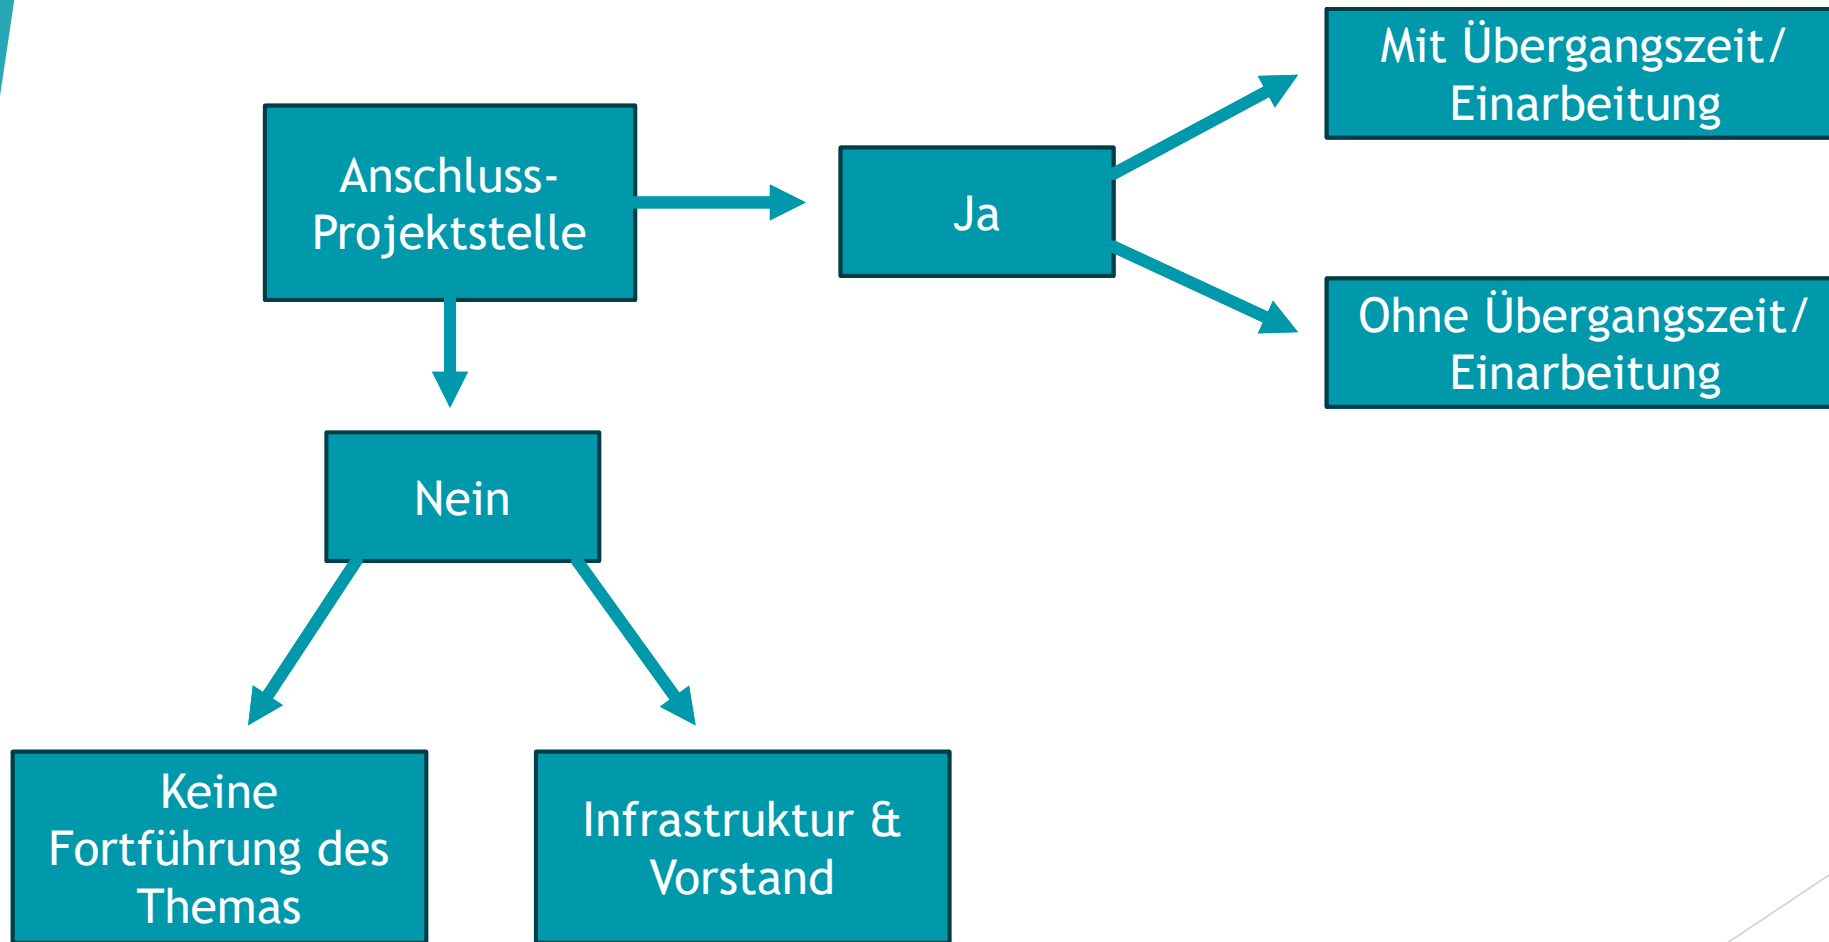 Anschluss-
Projektstelle
Ja
Mit Übergangszeit/
Einarbeitung
Ohne Übergangszeit/
Einarbeitung
Nein
Keine
Fortführung des
Themas
Infrastruktur &
Vorstand